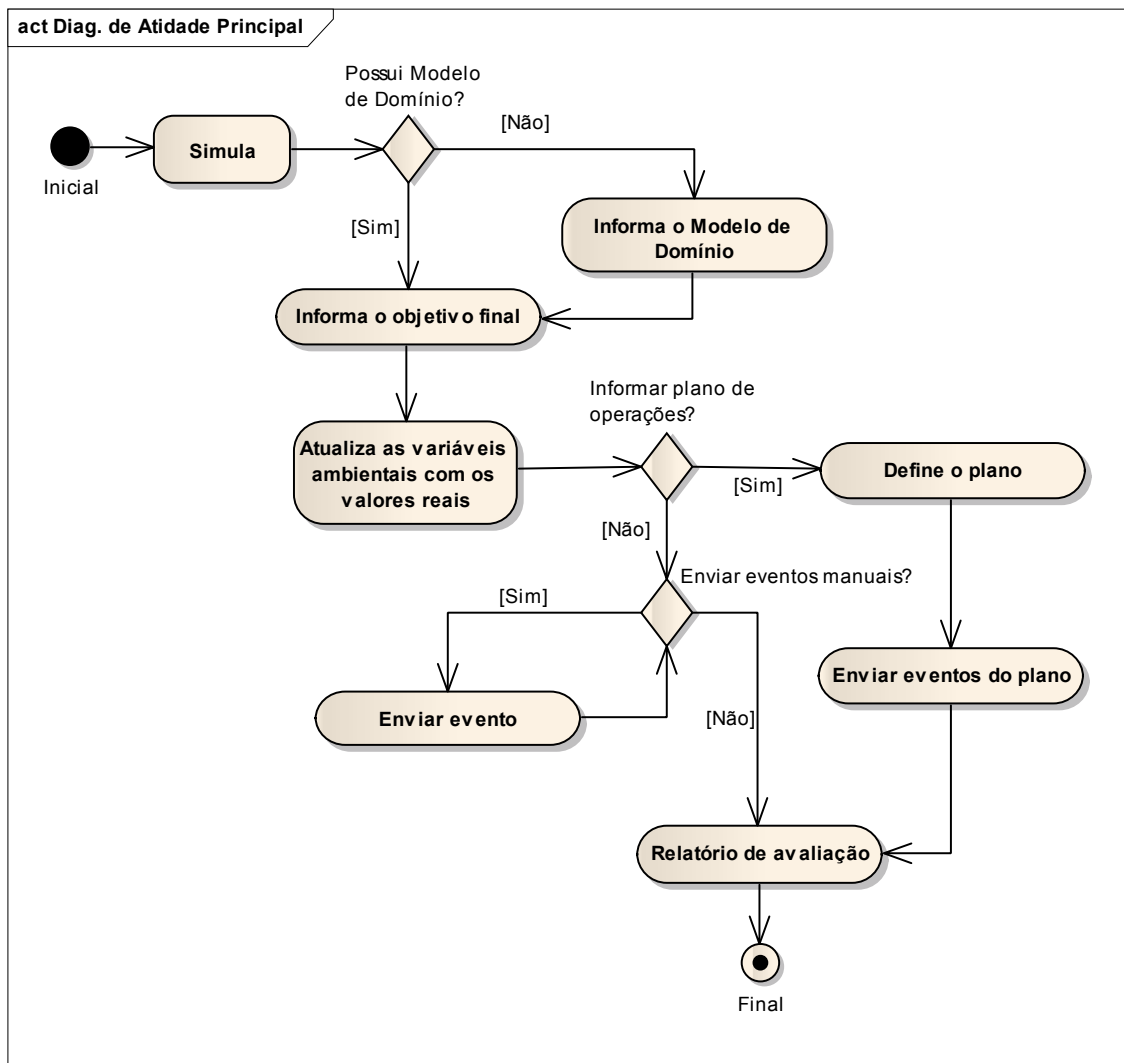 act Diag. de Atidade Principal
Possui Modelo
de Domínio?
[Não]
Simula
Inicial
[Sim]
Informa o Modelo de
Domínio
Informa o objetivo final
Informar plano de
operações?
Atualiza as variáveis
ambientais com os
valores reais
Define o plano
[Sim]
[Não]
Enviar eventos manuais?
[Sim]
Enviar eventos do plano
Enviar evento
[Não]
Relatório de avaliação
Final